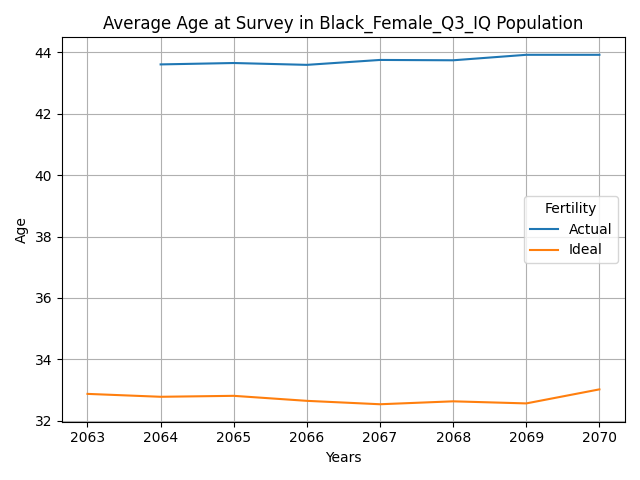 Average Age at Survey in Black_Female_Q3_IQ Population
Age
44
42
40
38
36
34
32
Fertility
Actual
Ideal
2063 2064 2065 2066 2067 2068 2069 2070
Years